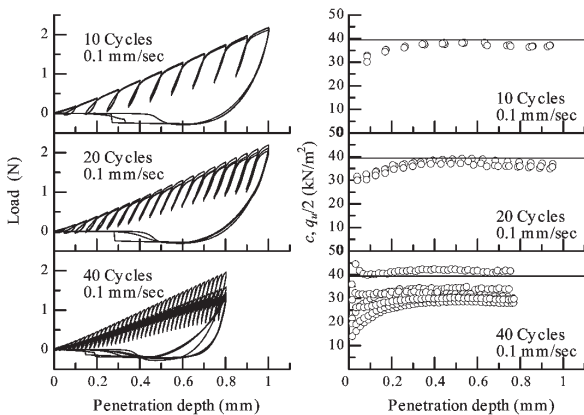 10 Cycles
0.1 mm/sec
2
1
0
20 Cycles
0.1 mm/sec
2
1
0
40 Cycles
0.1 mm/sec
2
1
0
0.0 0.2 0.4 0.6 0.8 1
Load (N)
Penetration depth (mm)
50
40
30
20
10
10 Cycles
0.1 mm/sec
50
40
30
20
10
20 Cycles
0.1 mm/sec
50
40
30
20
10
0
40 Cycles
0.1 mm/sec
0 0.2 0.4 0.6 0.8 1
c, qu/2 (kN/m²)
Penetration depth (mm)